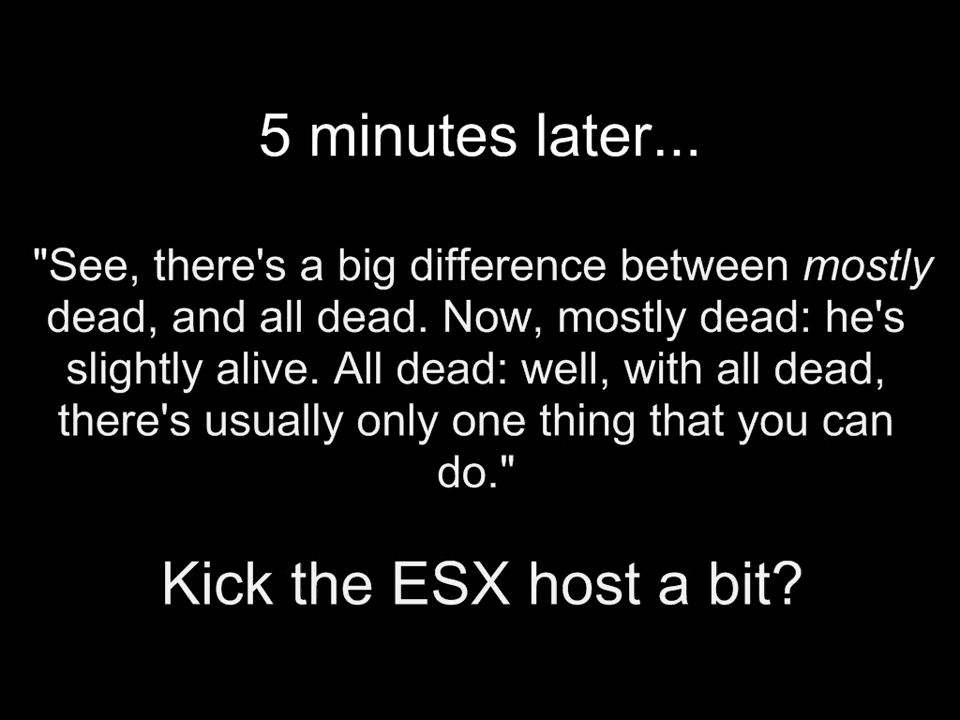 5 minutes later...
"See, there's a big difference between mostly
dead, and all dead. Now, mostly dead: he's
slightly alive. All dead: well, with all dead,
there's usually only one thing that you can
do."
Kick the ESX host a bit?